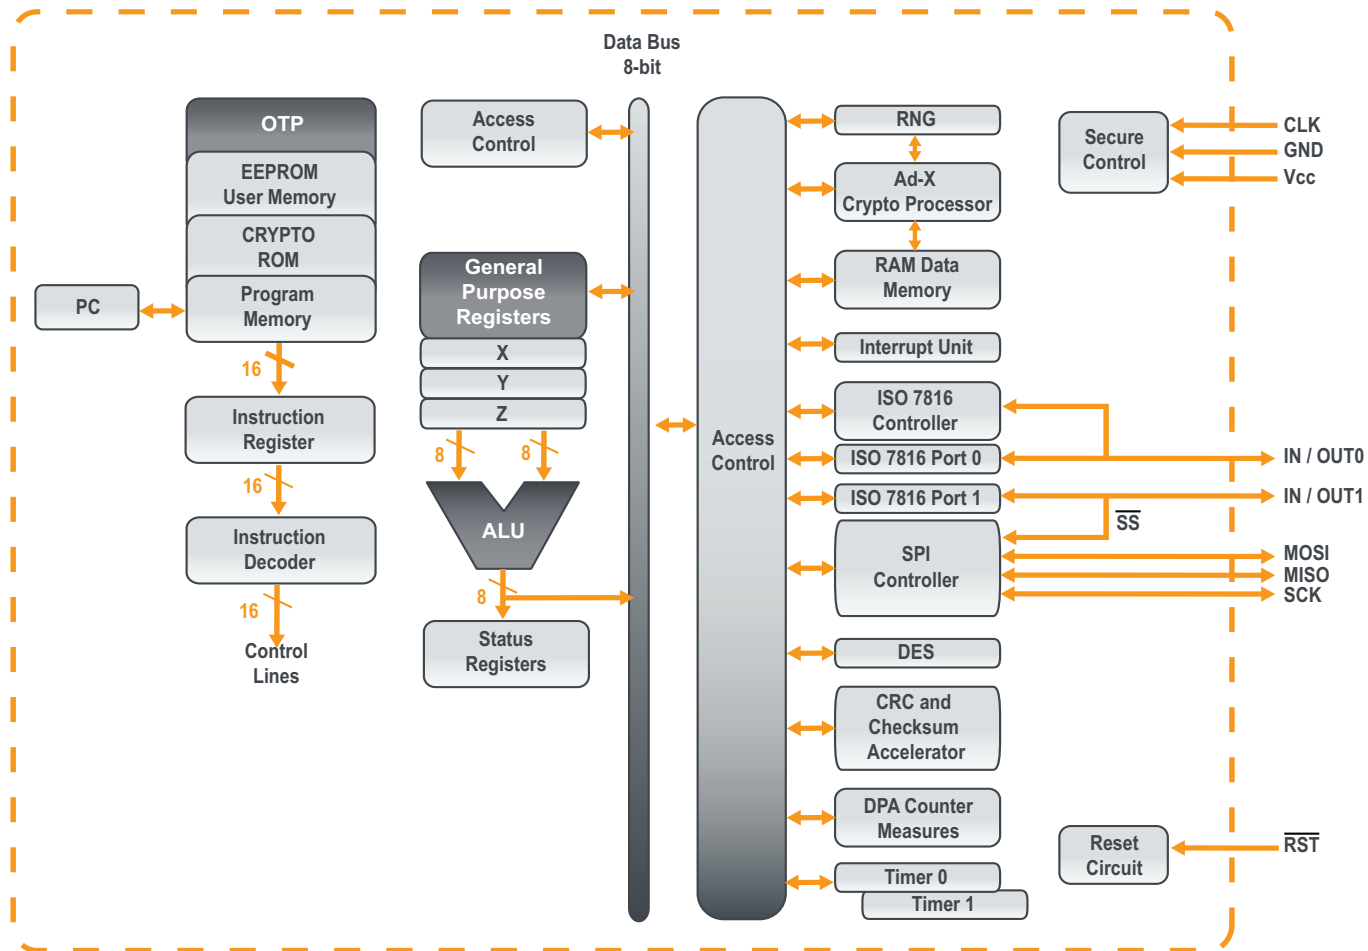 Data Bus
8-bit
OTP
EEPROM
User Memory
CRYPTO
ROM
Program
Memory
PC
16
Instruction
Register
16
Instruction
Decoder
16
Control
Lines
Access
Control
General
Purpose
Registers
X
Y
Z
8
8
ALU
8
Status
Registers
Access
Control
RNG
Ad-X
Crypto Processor
RAM Data
Memory
Interrupt Unit
ISO 7816
Controller
ISO 7816 Port 0
ISO 7816 Port 1
SPI
Controller
DES
CRC and
Checksum
Accelerator
DPA Counter
Measures
Timer 0
Timer 1
Secure
Control
CLK
GND
Vcc
IN / OUT0
IN / OUT1
SS
MOSI
MISO
SCK
Reset
Circuit
RST